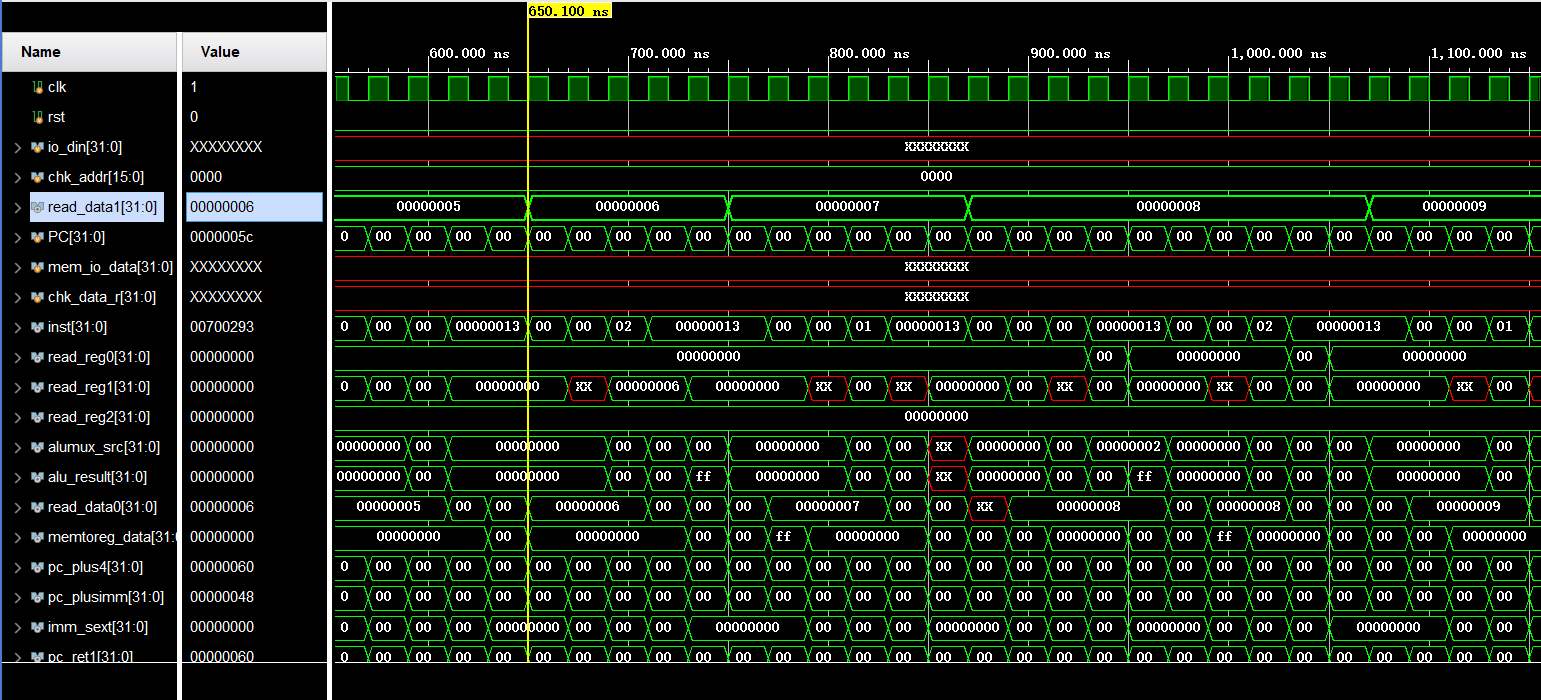 650.100 ns
Name Value
600.000 ns 700.000 ns 800.000 ns 900.000 ns 1,000.000 ns 1,100.000 ns
clk 1
rst 0
io_din[31:0] XXXXXXXX XXXXXXXX
chk_addr[15:0] 0000 0000
read_data1[31:0] 00000006 00000005 00000006 00000007 00000008 00000009
PC[31:0] 0000005c 0 00 00 00 00 00 00 00 00 00 00 00 00 00 00 00 00 00 00 00 00 00 00 00 00 00 00 00 00 00
mem_io_data[31:0] XXXXXXXX XXXXXXXX
chk_data_r[31:0] XXXXXXXX XXXXXXXX
inst[31:0] 00700293 0 00 00 00000013 00 00 02 00000013 00 00 01 00000013 00 00 00 00000013 00 00 02 00000013 00 00 01
read_reg0[31:0] 00000000 00000000 00 00000000 00 00000000
read_reg1[31:0] 00000000 0 00 00 00000000 XX 00000006 00000000 XX 00 XX 00000000 00 XX 00 00000000 XX 00 00 00000000 XX 00
read_reg2[31:0] 00000000 00000000
alumux_src[31:0] 00000000 00000000 00 00000000 00 00 00 00000000 00 00 XX 00000000 00 00000002 00000000 00 00 00 00000000 00
alu_result[31:0] 00000000 00000000 00 00000000 00 00 ff 00000000 00 00 XX 00000000 00 00 ff 00000000 00 00 00 00000000 00
read_data0[31:0] 00000006 00000005 00 00 00000006 00 00 00 00000007 00 00 XX 00000008 00 00000008 00 00 00 00000009
memtoreg_data[31:0 00000000 00000000 00 00000000 00 00 ff 00000000 00 00 00 00000000 00 00 ff 00000000 00 00 00 00000000
pc_plus4[31:0] 00000060 0 00 00 00 00 00 00 00 00 00 00 00 00 00 00 00 00 00 00 00 00 00 00 00 00 00 00 00 00 00
pc_plusimm[31:0] 00000048 0 00 00 00 00 00 00 00 00 00 00 00 00 00 00 00 00 00 00 00 00 00 00 00 00 00 00 00 00 00
imm_sext[31:0] 00000000 0 00 00 00 00000000 00 00 00 00000000 00 00 00 00000000 00 00 00 00000000 00 00 00 00000000 00 00
pc_ret1[31:0] 00000060 0 00 00 00 00 00 00 00 00 00 00 00 00 00 00 00 00 00 00 00 00 00 00 00 00 00 00 00 00 00